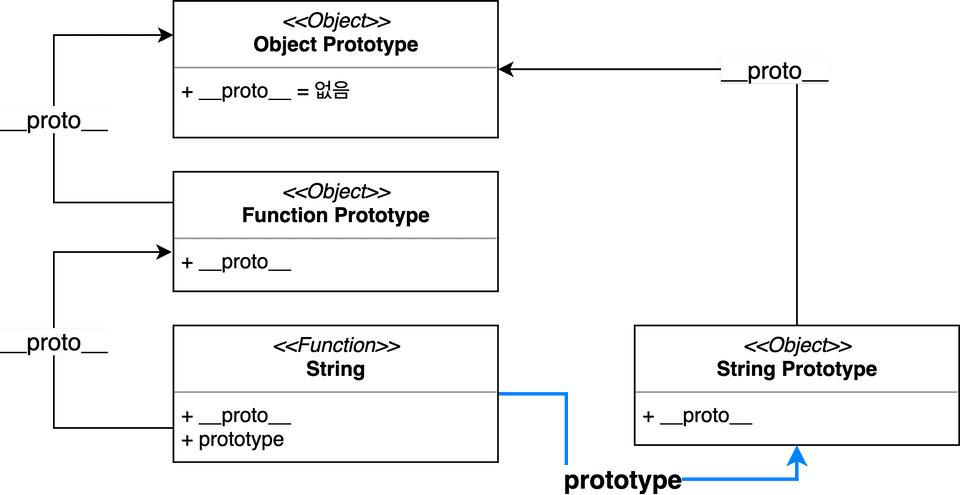 <<Object>>
Object Prototype
+ __proto__ = 없음
__proto__
__proto__
<<Object>>
Function Prototype
+ __proto__
__proto__
<<Function>>
String
+ __proto__
+ prototype
<<Object>>
String Prototype
+ __proto__
prototype